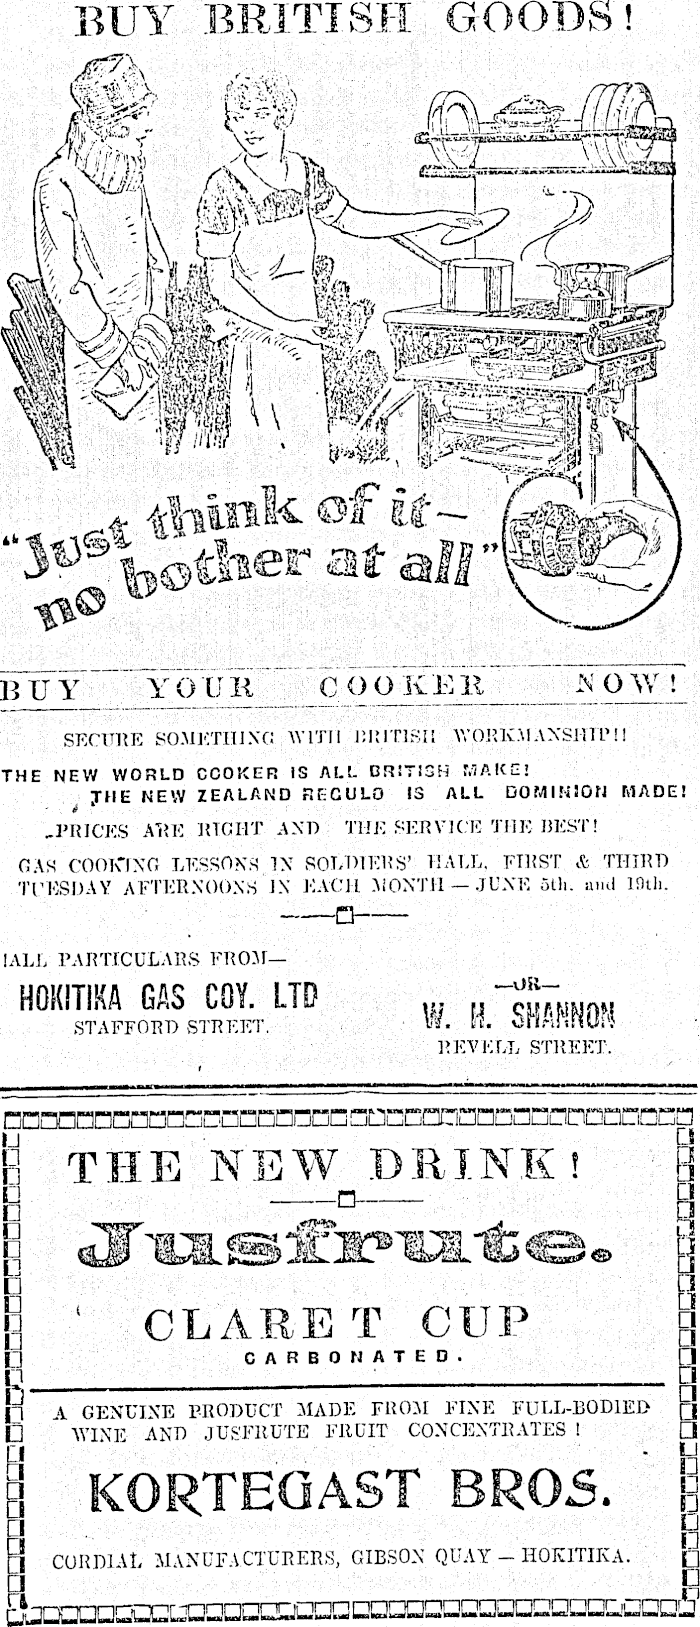 BUY BRITISH GOODS!
"Just think of it—
no bother at all"
BUY YOUR COOKER NOW!
SECURE SOMETHING WITH BRITISH WORKMANSHIP!!
THE NEW WORLD COOKER IS ALL BRITISH MAKE!
THE NEW ZEALAND REGULO IS ALL DOMINION MADE!
PRICES ARE RIGHT AND THE SERVICE THE BEST!
GAS COOKING LESSONS IN SOLDIERS' HALL, FIRST & THIRD
TUESDAY AFTERNOONS IN EACH MONTH — JUNE 5th. and 19th.
ALL PARTICULARS FROM—
HOKITIKA GAS COY. LTD
STAFFORD STREET.
—OR—
W. H. SHANNON
REVELL STREET.
THE NEW DRINK!
Jusfrute.
CLARET CUP
CARBONATED.
A GENUINE PRODUCT MADE FROM FINE FULL-BODIED
WINE AND JUSFRUTE FRUIT CONCENTRATES!
KORTEGAST BROS.
CORDIAL MANUFACTURERS, GIBSON QUAY — HOKITIKA.